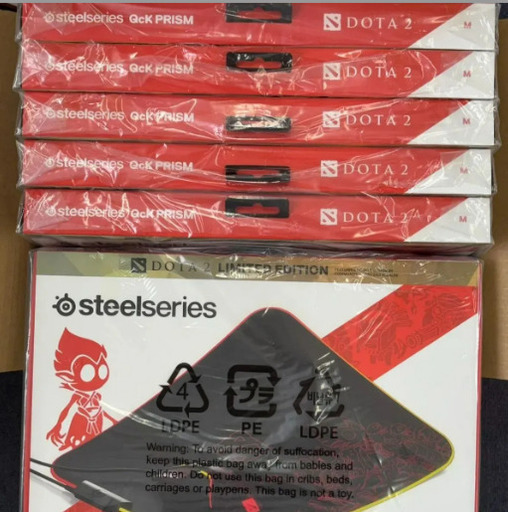 steelseries QcK PRISM DOTA 2 M
steelseries QcK PRISM DOTA 2 M
steelseries QcK PRISM DOTA 2 M
steelseries QcK PRISM DOTA 2 M
steelseries QcK PRISM DOTA 2 M
DOTA 2 LIMITED EDITION
steelseries
4
LDPE PE LDPE
Warning: To avoid danger of suffocation,
keep this plastic bag away from babies and
children. Do not use this bag in cribs, beds,
carriages or playpens. This bag is not a toy.